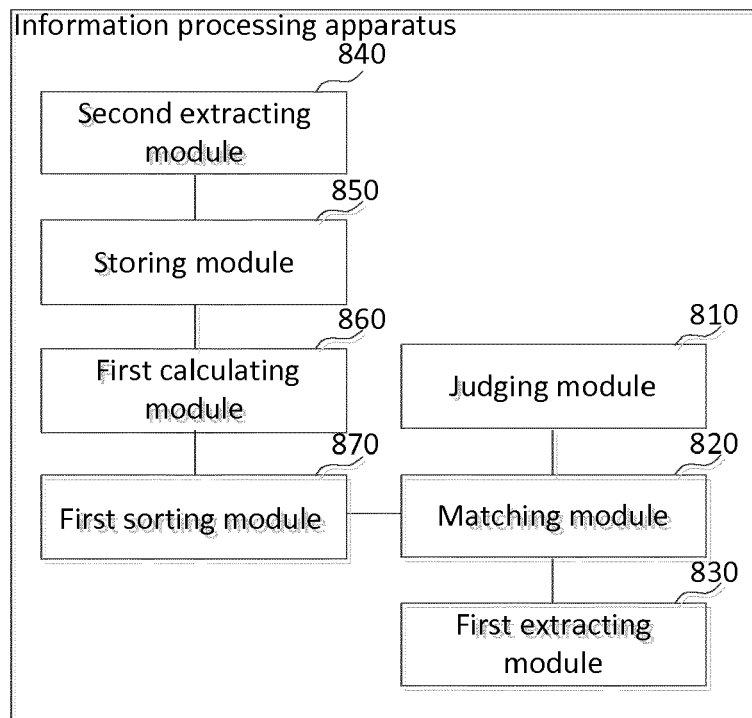 Information processing apparatus
840
Second extracting
module
850
Storing module
860
First calculating
module
870
First sorting module
810
Judging module
820
Matching module
830
First extracting
module